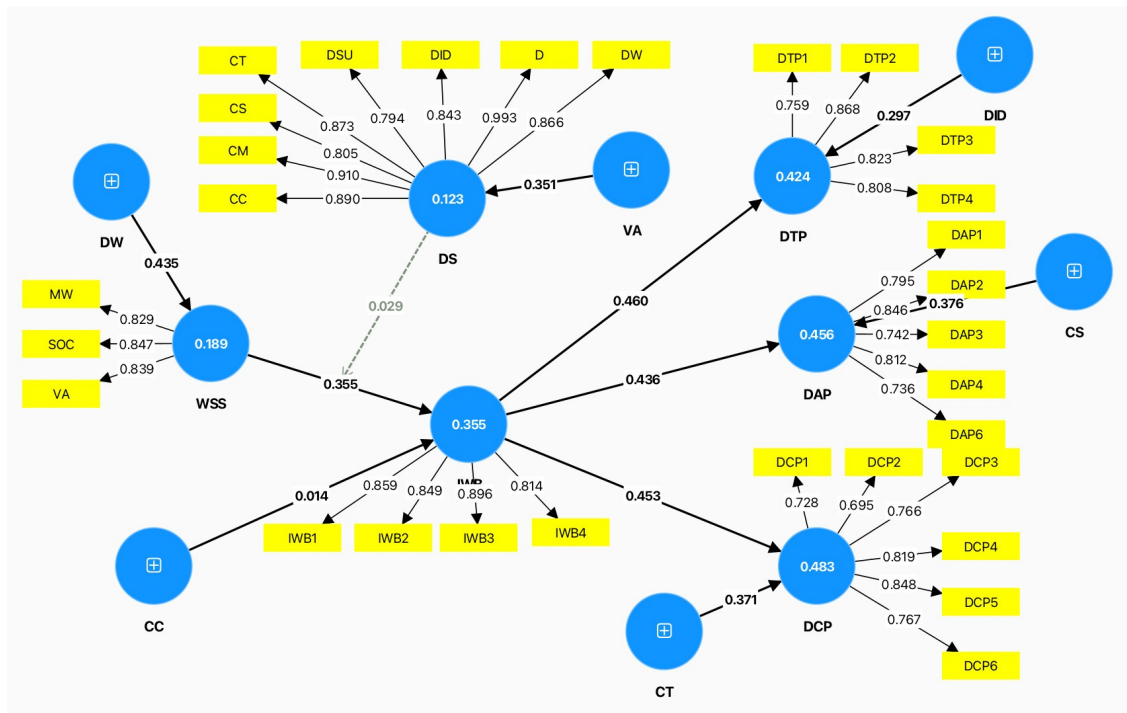 CT
DSU
DID
D
DW
DTP1
DTP2
DID
CS
CM
CC
0.873
0.794
0.843
0.993
0.866
0.805
0.910
0.890
0.123
DS
0.351
VA
0.759
0.868
0.297
DTP3
0.823
0.808
DTP4
0.424
DTP
DW
0.435
MW
SOC
VA
0.829
0.847
0.839
0.189
WSS
0.029
0.355
0.460
DAP1
DAP2
DAP3
DAP4
DAP6
0.795
0.846
0.376
0.742
0.812
0.736
0.456
DAP
CS
0.436
0.355
IWB
0.859
0.849
0.896
0.814
IWB1
IWB2
IWB3
IWB4
0.014
CC
0.453
DCP1
DCP2
DCP3
0.728
0.695
0.766
0.819
DCP4
0.848
DCP5
0.767
DCP6
0.483
DCP
0.371
CT